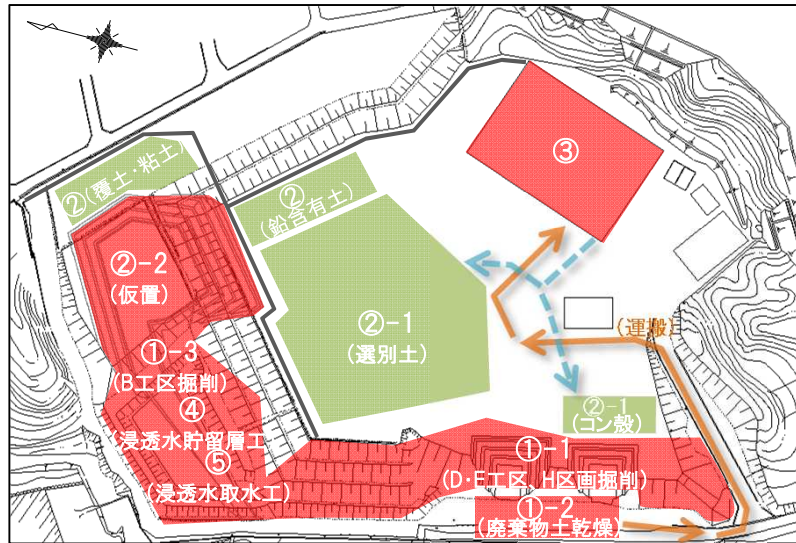 ③
②(覆土・粘土)
②
(鉛含有土)
②-2
(仮置)
②-1
(選別土)
(運搬)
①-3
(B工区掘削)
④
(浸透水貯留層工)
⑤
(浸透水取水工)
②-1
(コン殻)
①-1
(D・E工区、H区画掘削)
①-2
(廃棄物土乾燥)